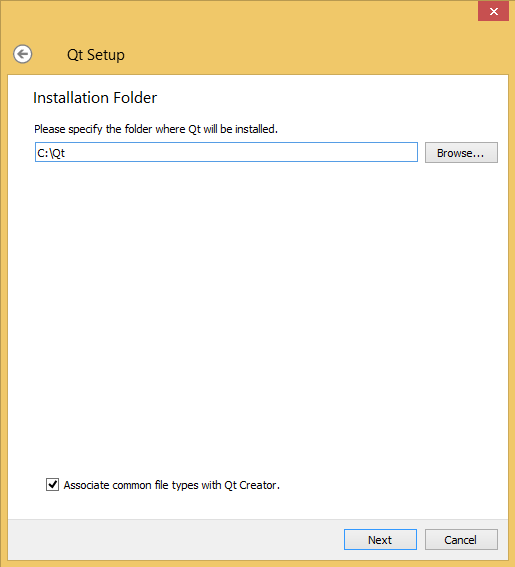 Qt Setup
Installation Folder
Please specify the folder where Qt will be installed.
C:\Qt
Browse...
Associate common file types with Qt Creator.
Next
Cancel